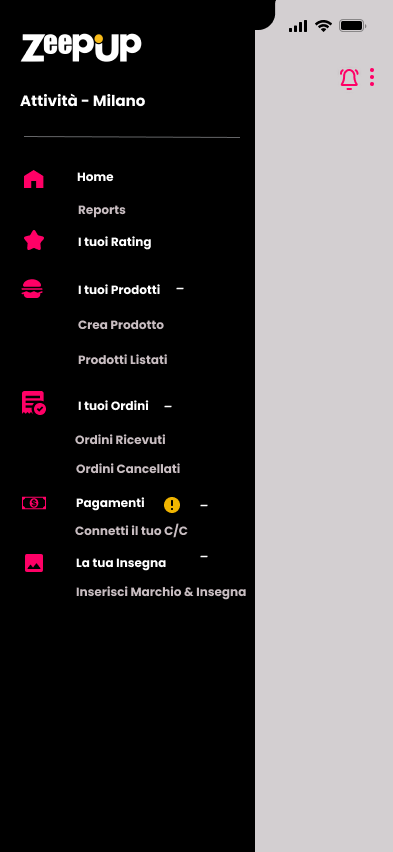 zeepup
Attività - Milano
Home
Reports
I tuoi Rating
I tuoi Prodotti –
Crea Prodotto
Prodotti Listati
I tuoi Ordini –
Ordini Ricevuti
Ordini Cancellati
Pagamenti –
Connetti il tuo C/C
La tua Insegna –
Inserisci Marchio & Insegna